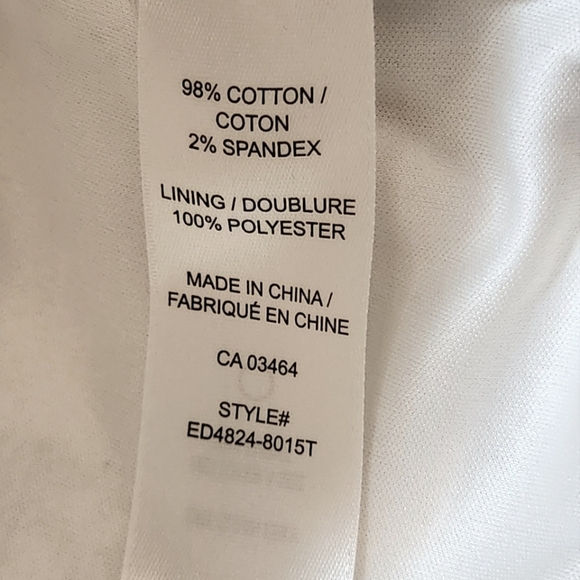 98% COTTON /
COTON
2% SPANDEX
LINING / DOUBLURE
100% POLYESTER
MADE IN CHINA /
FABRIQUÉ EN CHINE
CA 03464
STYLE#
ED4824-8015T